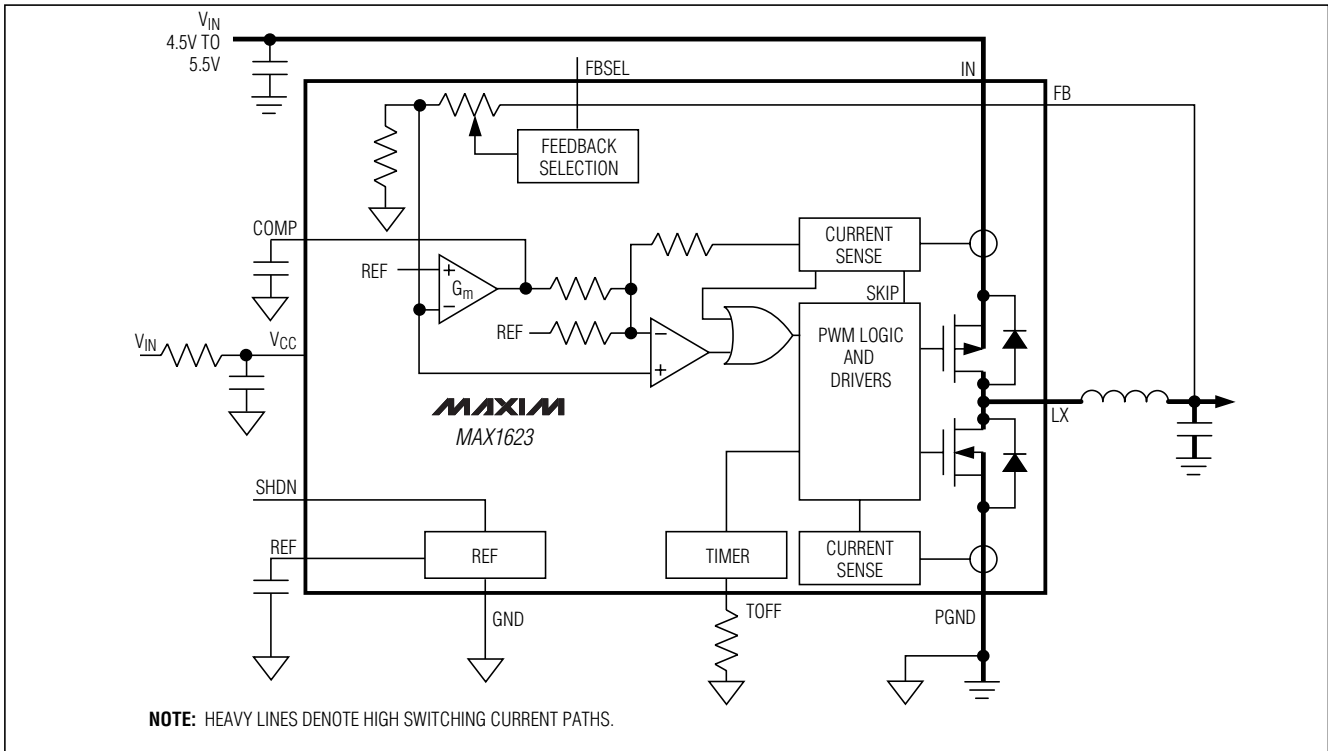 VIN
4.5V TO
5.5V
FBSEL
IN
FB
FEEDBACK
SELECTION
COMP
REF
+
Gm
−
CURRENT
SENSE
SKIP
REF
−
+
PWM LOGIC
AND
DRIVERS
VIN
VCC
MAXIM
MAX1623
LX
SHDN
REF
REF
TIMER
CURRENT
SENSE
GND
TOFF
PGND
NOTE: HEAVY LINES DENOTE HIGH SWITCHING CURRENT PATHS.